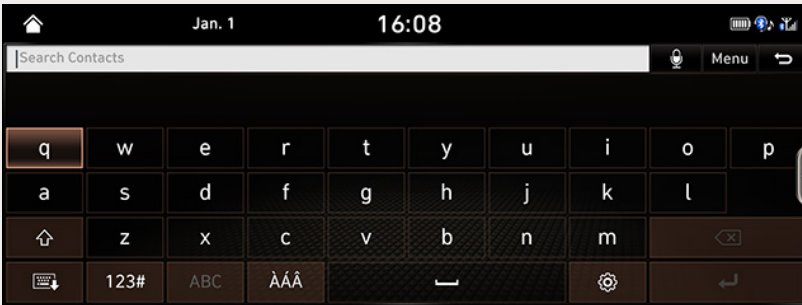 Jan. 1 16:08
Search Contacts Menu
q w e r t y u i o p
a s d f g h j k l
z x c v b n m
123# ABC ÀÁÂ